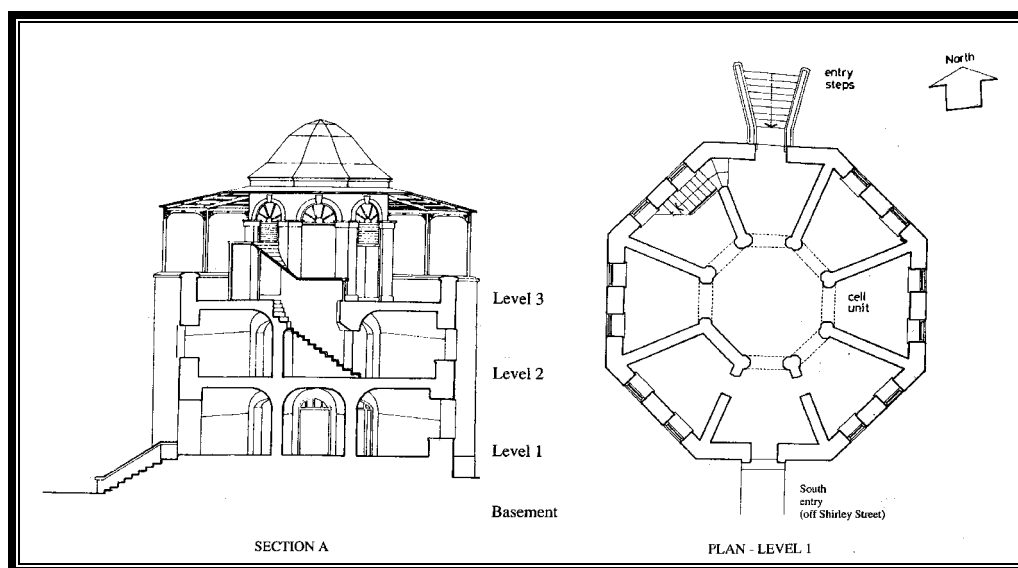 Level 3
Level 2
Level 1
Basement
SECTION A
entry
steps
North
cell
unit
South
entry
(off Shirley Street)
PLAN - LEVEL 1